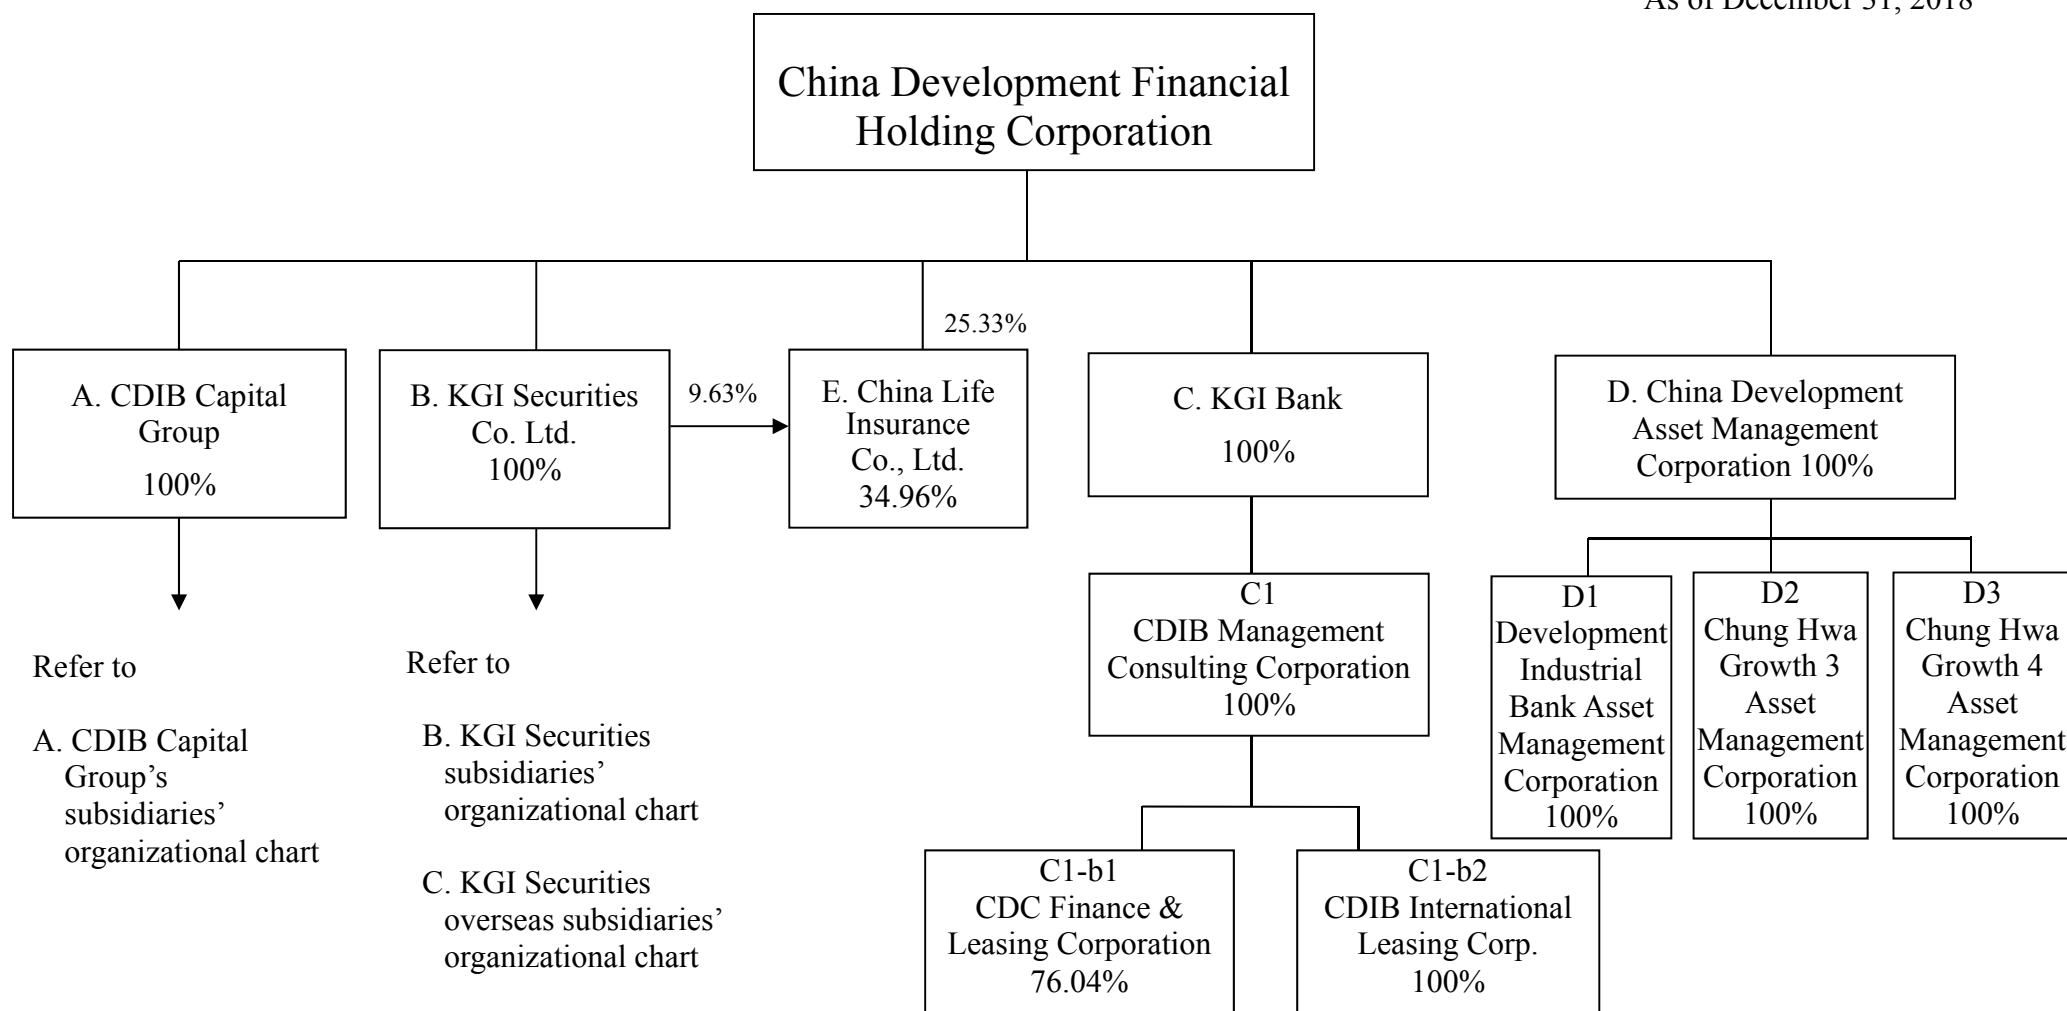 As of December 31, 2018
China Development Financial
Holding Corporation
25.33%
A. CDIB Capital
Group
100%
B. KGI Securities
Co. Ltd.
100%
9.63%
E. China Life
Insurance
Co., Ltd.
34.96%
C. KGI Bank
100%
D. China Development
Asset Management
Corporation 100%
C1
CDIB Management
Consulting Corporation
100%
D1
Development
Industrial
Bank Asset
Management
Corporation
100%
D2
Chung Hwa
Growth 3
Asset
Management
Corporation
100%
D3
Chung Hwa
Growth 4
Asset
Management
Corporation
100%
Refer to
A. CDIB Capital
Group’s
subsidiaries’
organizational chart
Refer to
B. KGI Securities
subsidiaries’
organizational chart
C. KGI Securities
overseas subsidiaries’
organizational chart
C1-b1
CDC Finance &
Leasing Corporation
76.04%
C1-b2
CDIB International
Leasing Corp.
100%